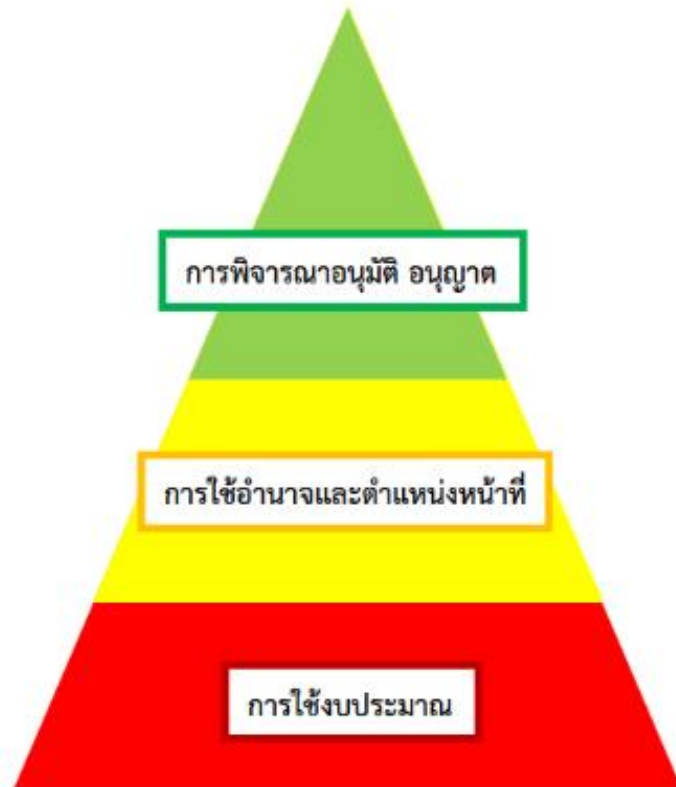 การพิจารณาอนุมัติ อนุญาต
การใช้อำนาจและตำแหน่งหน้าที่
การใช้งบประมาณ